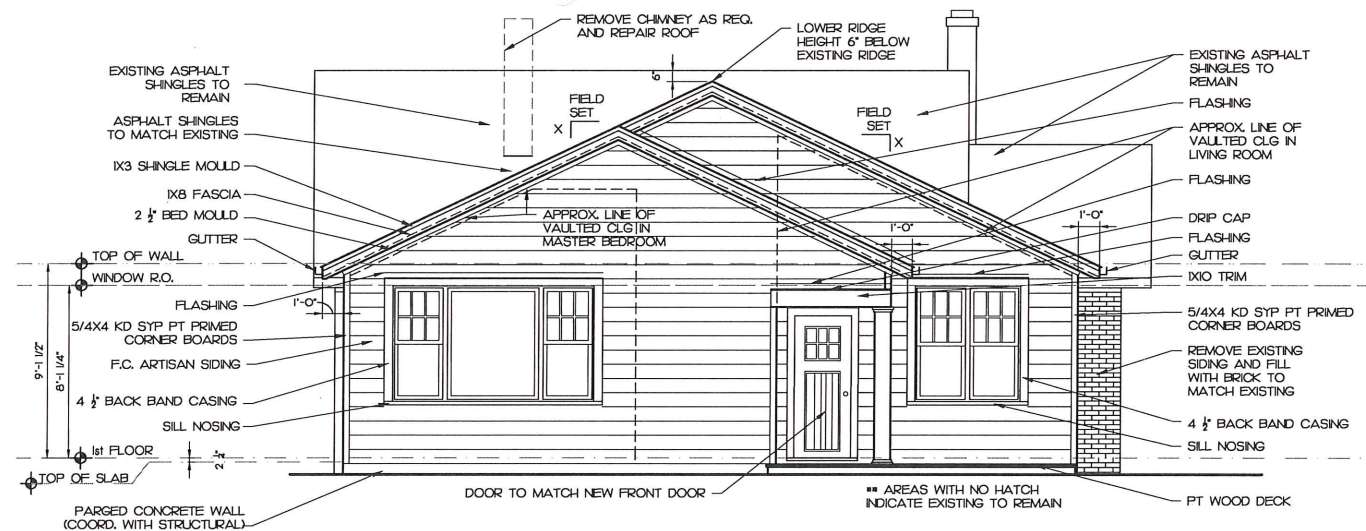 REMOVE CHIMNEY AS REQ.
AND REPAIR ROOF
LOWER RIDGE
HEIGHT 6" BELOW
EXISTING RIDGE
6"
EXISTING ASPHALT
SHINGLES TO
REMAIN
ASPHALT SHINGLES
TO MATCH EXISTING
1X3 SHINGLE MOULD
1X8 FASCIA
2 1/2" BED MOULD
GUTTER
TOP OF WALL
WINDOW R.O.
FLASHING
1'-0"
5/4X4 KD SYP PT PRIMED
CORNER BOARDS
F.C. ARTISAN SIDING
4 1/2" BACK BAND CASING
SILL NOSING
9'-1 1/2"
8'-1 1/4"
1st FLOOR
2 1/4"
TOP OF SLAB
PARGED CONCRETE WALL
(COORD. WITH STRUCTURAL)
FIELD
SET
X
APPROX. LINE OF
VAULTED CLG IN
MASTER BEDROOM
FIELD
SET
X
1'-0"
1'-0"
DOOR TO MATCH NEW FRONT DOOR
** AREAS WITH NO HATCH
INDICATE EXISTING TO REMAIN
EXISTING ASPHALT
SHINGLES TO
REMAIN
FLASHING
APPROX. LINE OF
VAULTED CLG IN
LIVING ROOM
FLASHING
DRIP CAP
FLASHING
GUTTER
1X10 TRIM
5/4X4 KD SYP PT PRIMED
CORNER BOARDS
REMOVE EXISTING
SIDING AND FILL
WITH BRICK TO
MATCH EXISTING
4 1/2" BACK BAND CASING
SILL NOSING
PT WOOD DECK